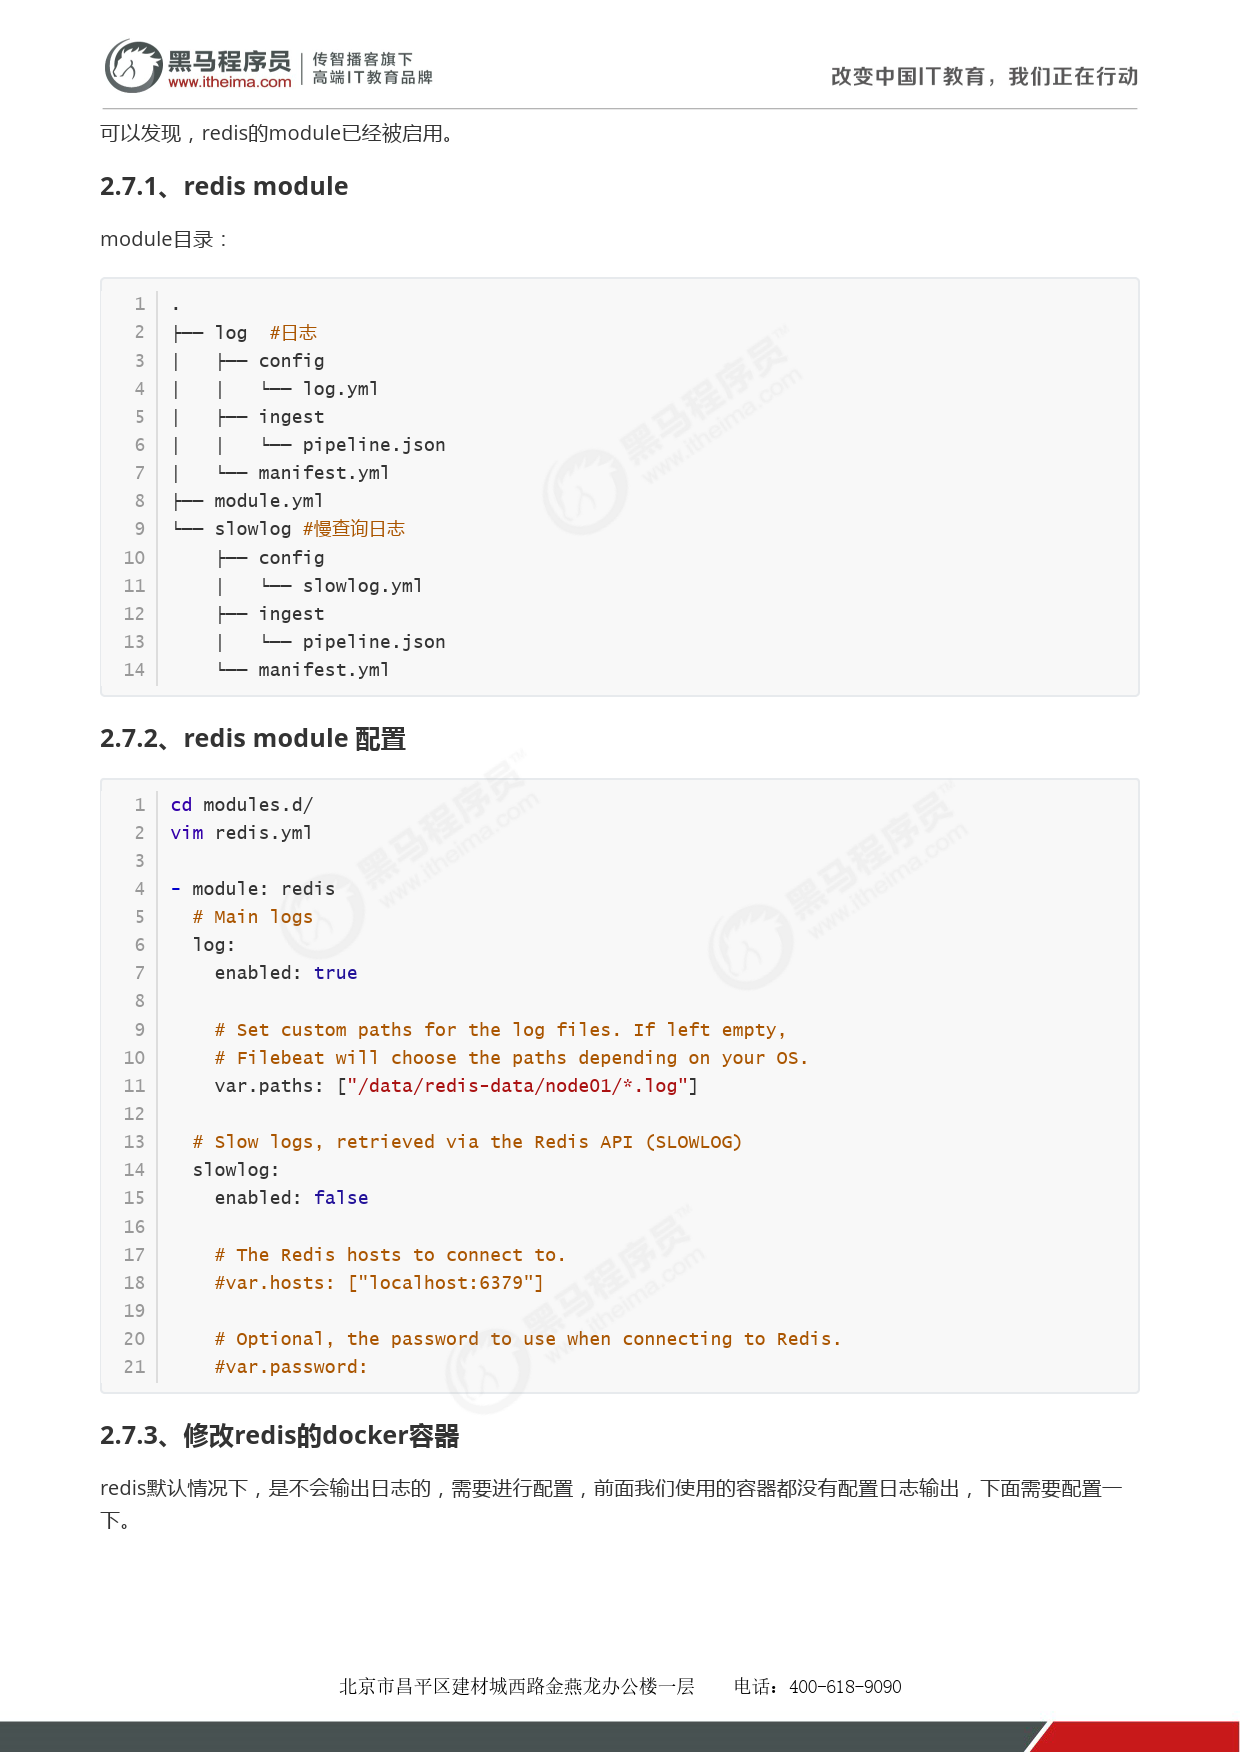 黑马程序员
www.itheima.com
传智播客旗下
高端IT教育品牌
改变中国IT教育，我们正在行动
可以发现，redis的module已经被启用。
2.7.1、redis module
module目录：
1 .
2 ├── log  #日志
3 │   ├── config
4 │   │   └── log.yml
5 │   ├── ingest
6 │   │   └── pipeline.json
7 │   └── manifest.yml
8 ├── module.yml
9 └── slowlog #慢查询日志
10     ├── config
11     │   └── slowlog.yml
12     ├── ingest
13     │   └── pipeline.json
14     └── manifest.yml
2.7.2、redis module 配置
1 cd modules.d/
2 vim redis.yml
3
4 - module: redis
5   # Main logs
6   log:
7     enabled: true
8
9     # Set custom paths for the log files. If left empty,
10     # Filebeat will choose the paths depending on your OS.
11     var.paths: ["/data/redis-data/node01/*.log"]
12
13   # Slow logs, retrieved via the Redis API (SLOWLOG)
14   slowlog:
15     enabled: false
16
17     # The Redis hosts to connect to.
18     #var.hosts: ["localhost:6379"]
19
20     # Optional, the password to use when connecting to Redis.
21     #var.password:
2.7.3、修改redis的docker容器
redis默认情况下，是不会输出日志的，需要进行配置，前面我们使用的容器都没有配置日志输出，下面需要配置一
下。
北京市昌平区建材城西路金燕龙办公楼一层    电话：400-618-9090